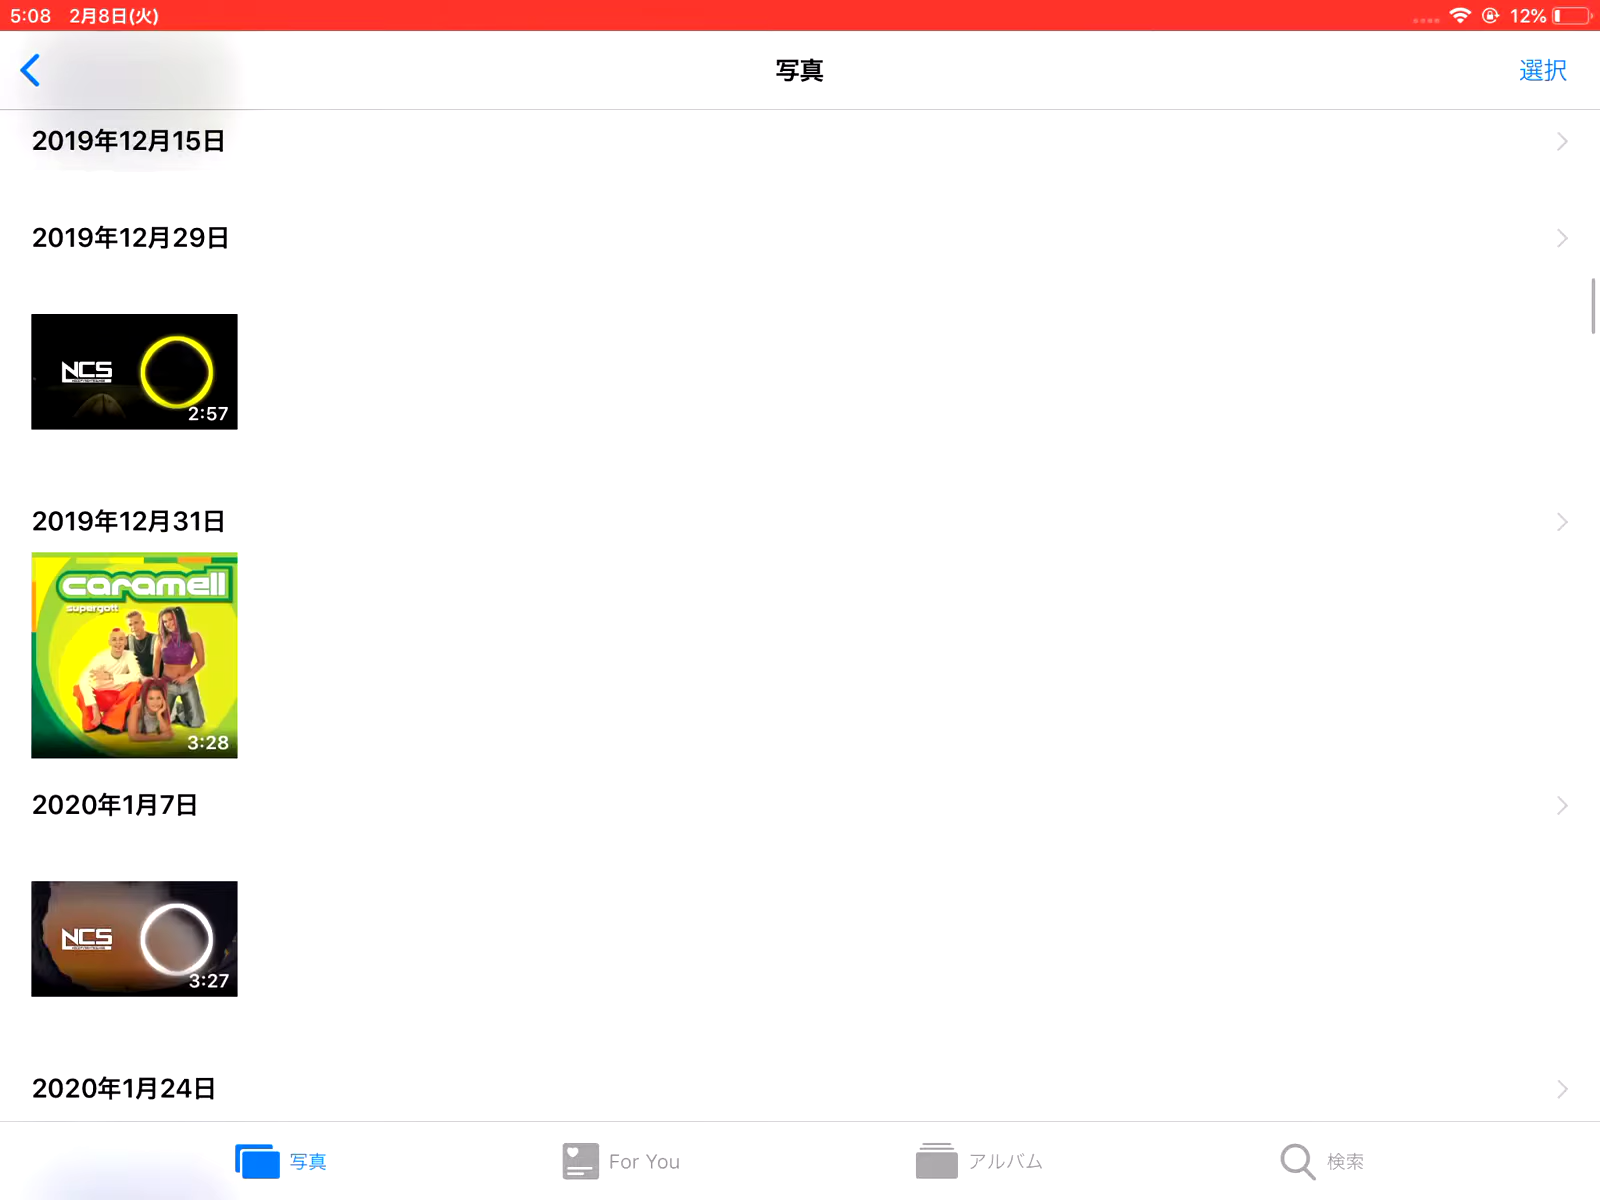 5:08 2月8日(火) 12%
写真 選択
2019年12月15日
2019年12月29日
NCS
2:57
2019年12月31日
caramell
supergott
3:28
2020年1月7日
NCS
3:27
2020年1月24日
写真 For You アルバム 検索